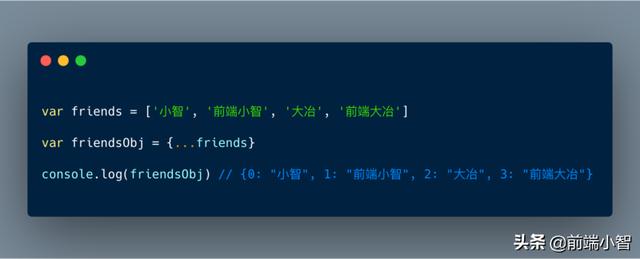 var friends = ['小智', '前端小智', '大冶', '前端大冶']
var friendsObj = {...friends}
console.log(friendsObj) // {0: "小智", 1: "前端小智", 2: "大冶", 3: "前端大冶"}
头条 @前端小智